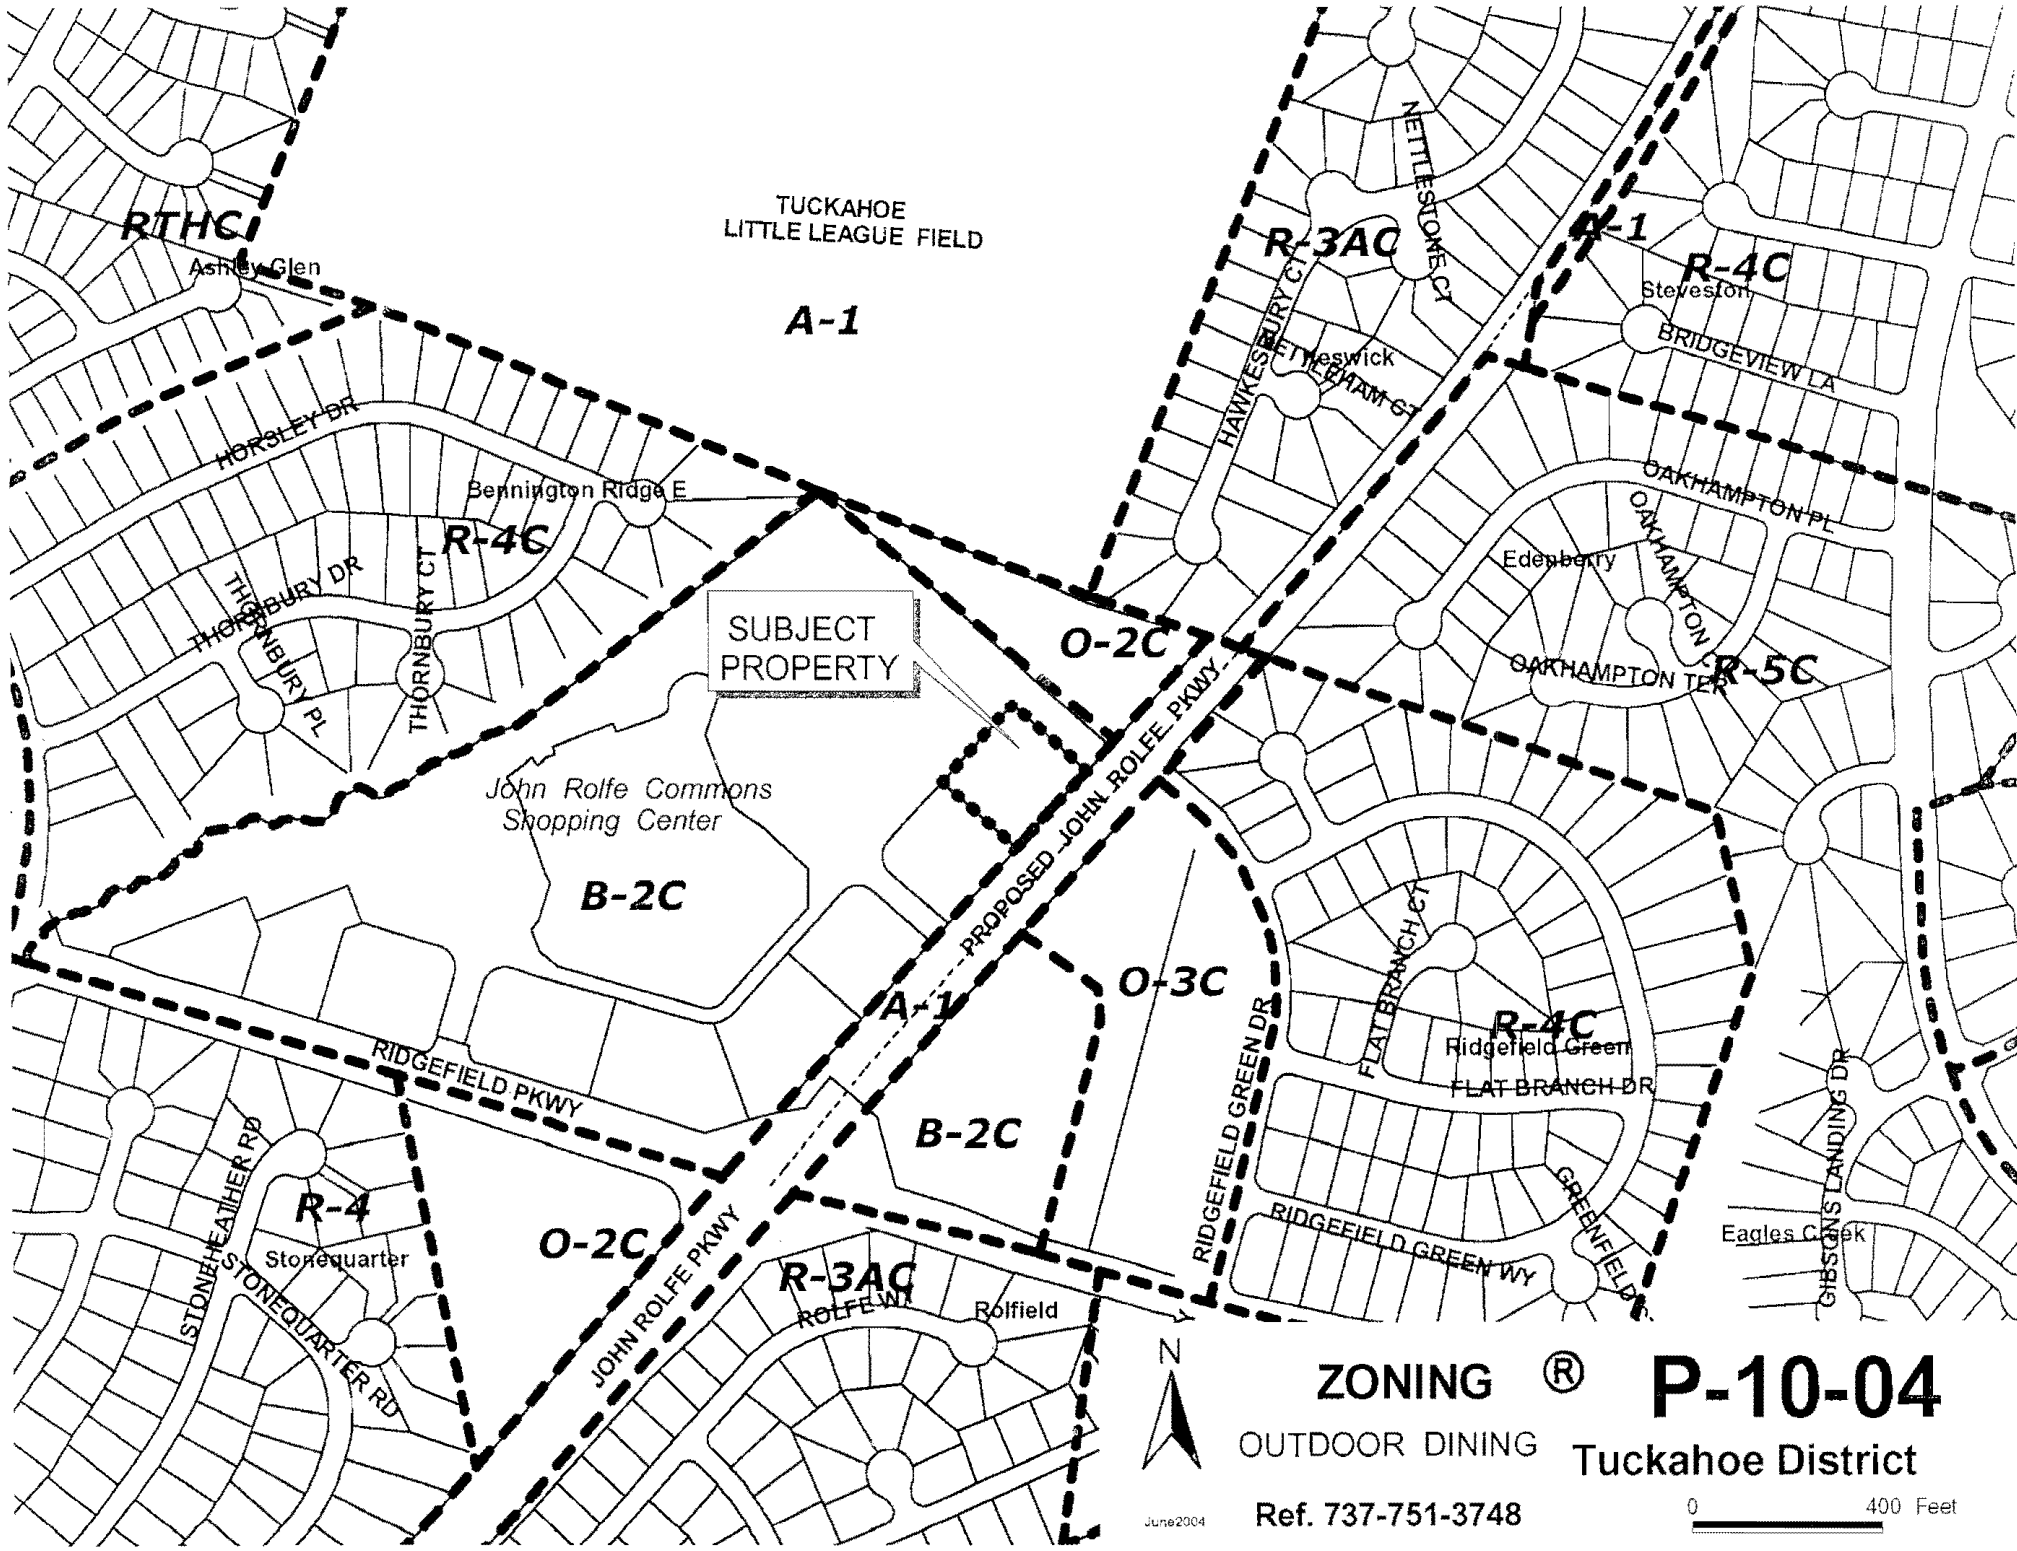 TUCKAHOE
LITTLE LEAGUE FIELD
A-1
RTHC
Ashley Glen
HORSLEY DR
Bennington Ridge E
R-4C
THORNBURY DR
THORNBURY PL
THORNBURY CT
NETTLESTONE CT
R-3AC
HAWKESBURY CT
NETHERHAM CT
A-1
R-4C
Steveston
BRIDGEVIEW LA
OAKHAMPTON PL
OAKHAMPTON
Edenberry
OAKHAMPTON TER
R-5C
SUBJECT
PROPERTY
O-2C
PROPOSED JOHN ROLFE PKWY
John Rolfe Commons
Shopping Center
B-2C
A-1
O-3C
RIDGEFIELD GREEN DR
FLAT BRANCH CT
R-4C
Ridgefield Green
FLAT BRANCH DR
RIDGEFIELD PKWY
B-2C
GREENFIELD
RIDGEFIELD GREEN WY
GIBSONS LANDING DR
Eagles Creek
STONEHEATHER RD
R-4
Stonequarter
STONEQUARTER RD
O-2C
JOHN ROLFE PKWY
R-3AC
ROLFE WY
Rolfield
Y
N
ZONING ® P-10-04
OUTDOOR DINING
Tuckahoe District
June2004
Ref. 737-751-3748
0 400 Feet